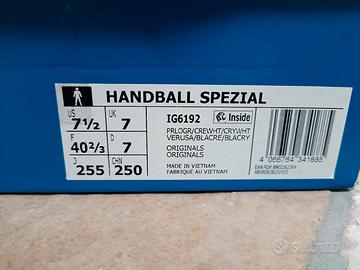 HANDBALL SPEZIAL
US UK
7½ 7
F D
40⅔ 7
J CHN
255 250
IG6192 Inside
PRLOGR/CREWHT/CRYWHT
VERUSA/BLACRE/BLACRY
ORIGINALS
ORIGINALS
MADE IN VIETNAM
FABRIQUÉ AU VIETNAM
4 066764 341885
subito